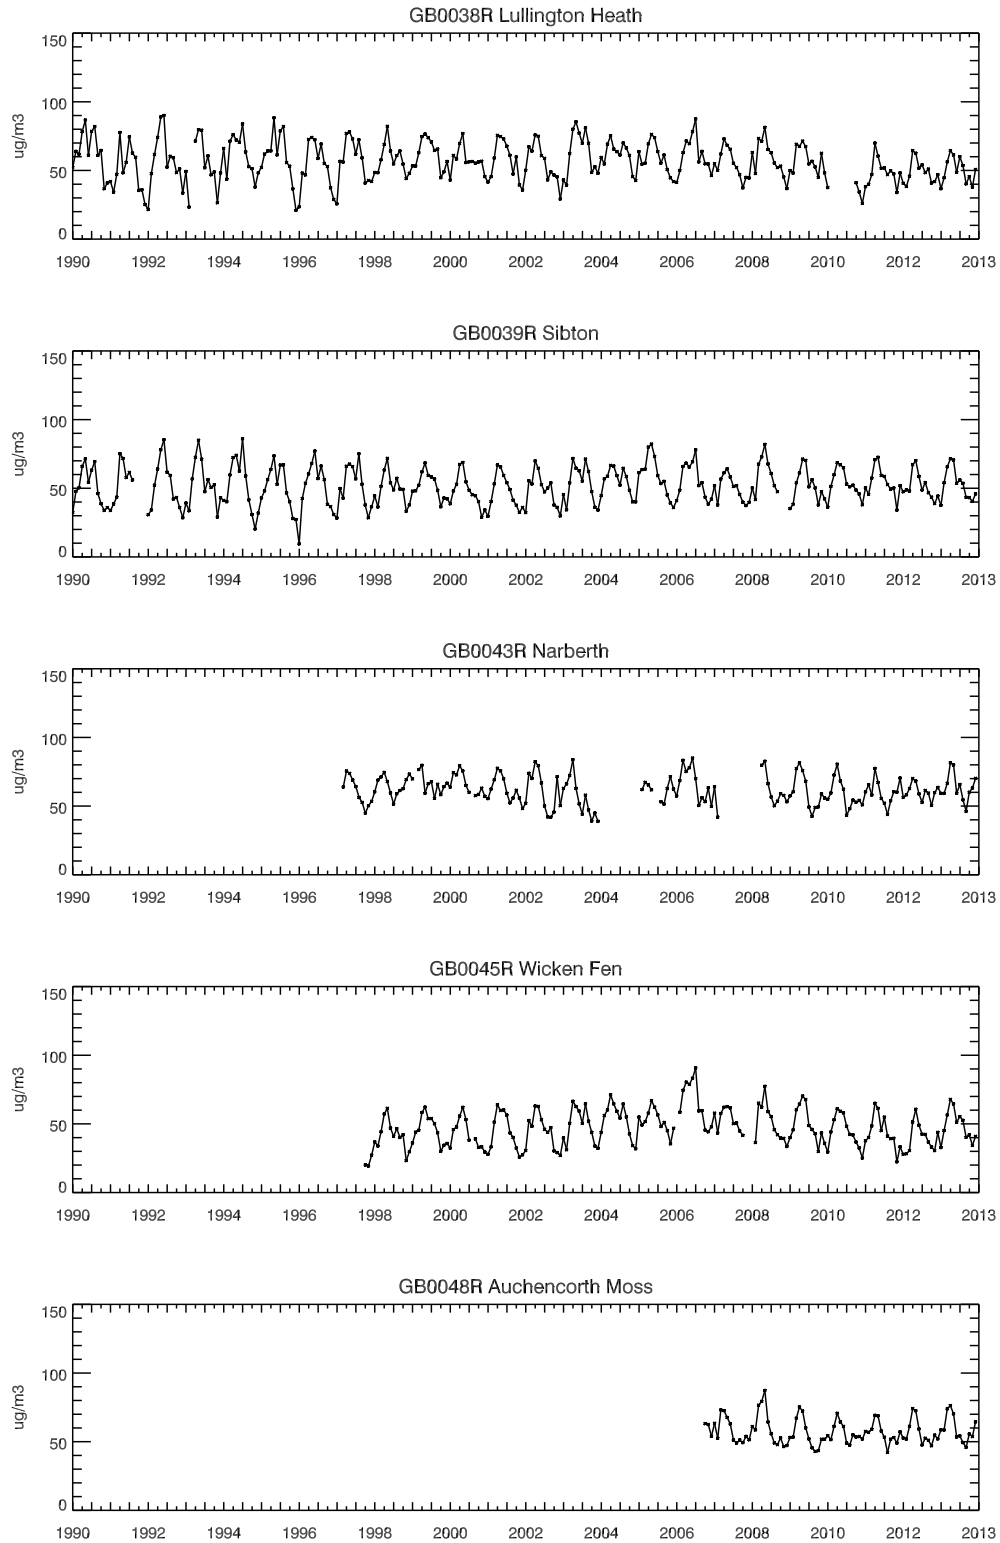 GB0038R Lullington Heath
150
100
50
0
ug/m3
1990 1992 1994 1996 1998 2000 2002 2004 2006 2008 2010 2012 2013
GB0039R Sibton
150
100
50
0
ug/m3
1990 1992 1994 1996 1998 2000 2002 2004 2006 2008 2010 2012 2013
GB0043R Narberth
150
100
50
0
ug/m3
1990 1992 1994 1996 1998 2000 2002 2004 2006 2008 2010 2012 2013
GB0045R Wicken Fen
150
100
50
0
ug/m3
1990 1992 1994 1996 1998 2000 2002 2004 2006 2008 2010 2012 2013
GB0048R Auchencorth Moss
150
100
50
0
ug/m3
1990 1992 1994 1996 1998 2000 2002 2004 2006 2008 2010 2012 2013